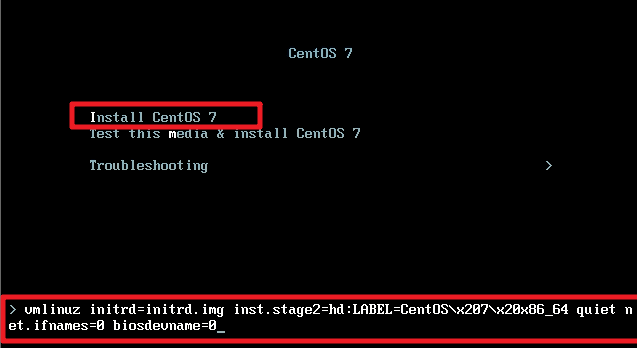 CentOS 7
Install CentOS 7
Test this media & install CentOS 7
Troubleshooting >
> vmlinuz initrd=initrd.img inst.stage2=hd:LABEL=CentOS\x207\x20x86_64 quiet n
et.ifnames=0 biosdevname=0_